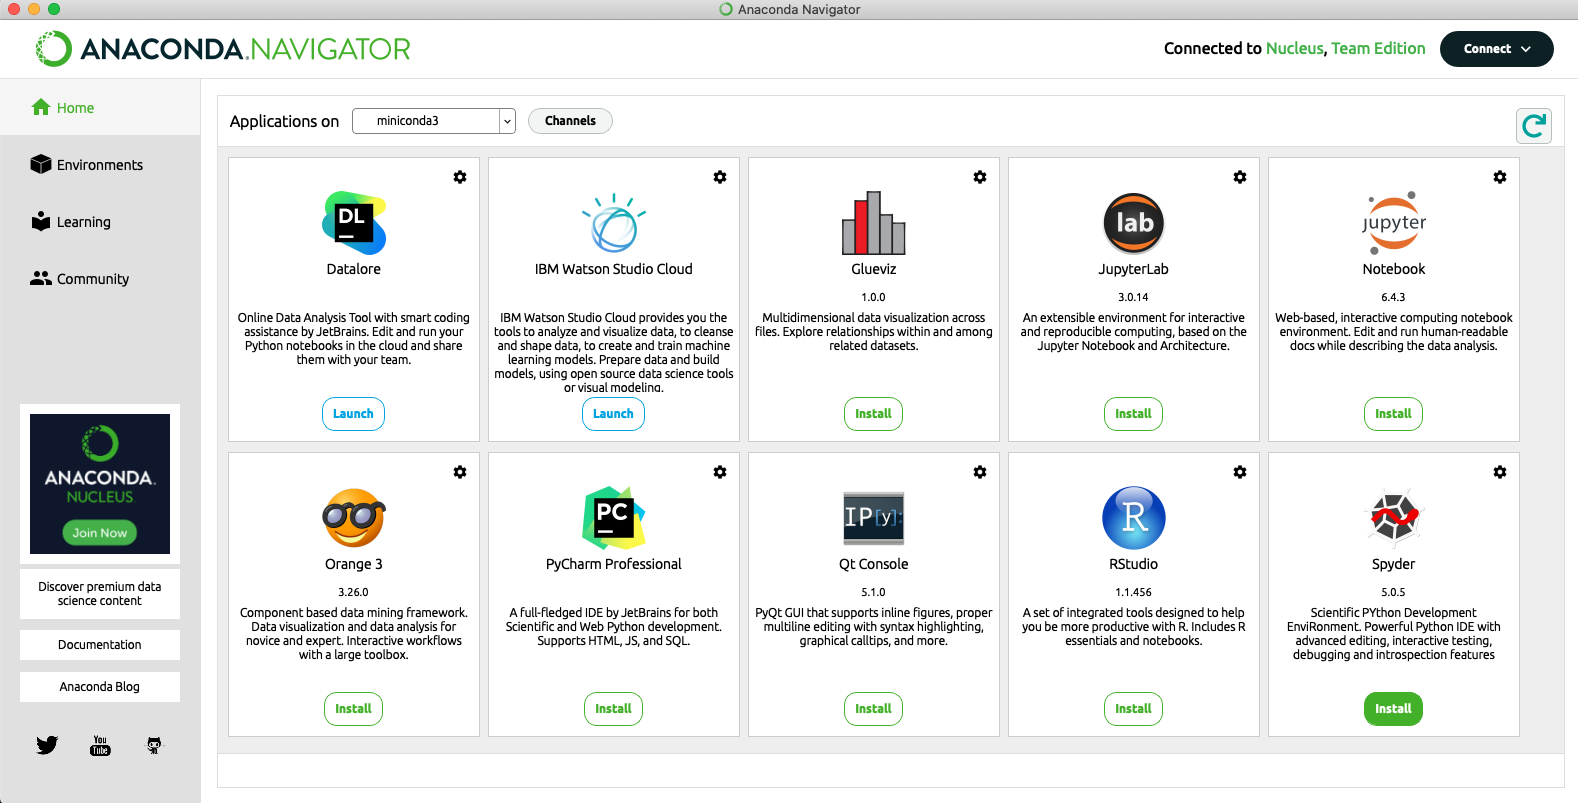 Anaconda Navigator
ANACONDA.NAVIGATOR
Connected to Nucleus, Team Edition
Connect
Home
Environments
Learning
Community
ANACONDA.
NUCLEUS
Join Now
Discover premium data
science content
Documentation
Anaconda Blog
You
Tube
Applications on
miniconda3
Channels
DL
Datalore
Online Data Analysis Tool with smart coding
assistance by JetBrains. Edit and run your
Python notebooks in the cloud and share
them with your team.
Launch
IBM Watson Studio Cloud
IBM Watson Studio Cloud provides you the
tools to analyze and visualize data, to cleanse
and shape data, to create and train machine
learning models. Prepare data and build
models, using open source data science tools
or visual modeling.
Launch
Glueviz
1.0.0
Multidimensional data visualization across
files. Explore relationships within and among
related datasets.
Install
lab
JupyterLab
3.0.14
An extensible environment for interactive
and reproducible computing, based on the
Jupyter Notebook and Architecture.
Install
jupyter
Notebook
6.4.3
Web-based, interactive computing notebook
environment. Edit and run human-readable
docs while describing the data analysis.
Install
Orange 3
3.26.0
Component based data mining framework.
Data visualization and data analysis for
novice and expert. Interactive workflows
with a large toolbox.
Install
PC
PyCharm Professional
A full-fledged IDE by JetBrains for both
Scientific and Web Python development.
Supports HTML, JS, and SQL.
Install
IP[y]:
Qt Console
5.1.0
PyQt GUI that supports inline figures, proper
multiline editing with syntax highlighting,
graphical calltips, and more.
Install
R
RStudio
1.1.456
A set of integrated tools designed to help
you be more productive with R. Includes R
essentials and notebooks.
Install
Spyder
5.0.5
Scientific PYthon Development
EnviRonment. Powerful Python IDE with
advanced editing, interactive testing,
debugging and introspection features
Install